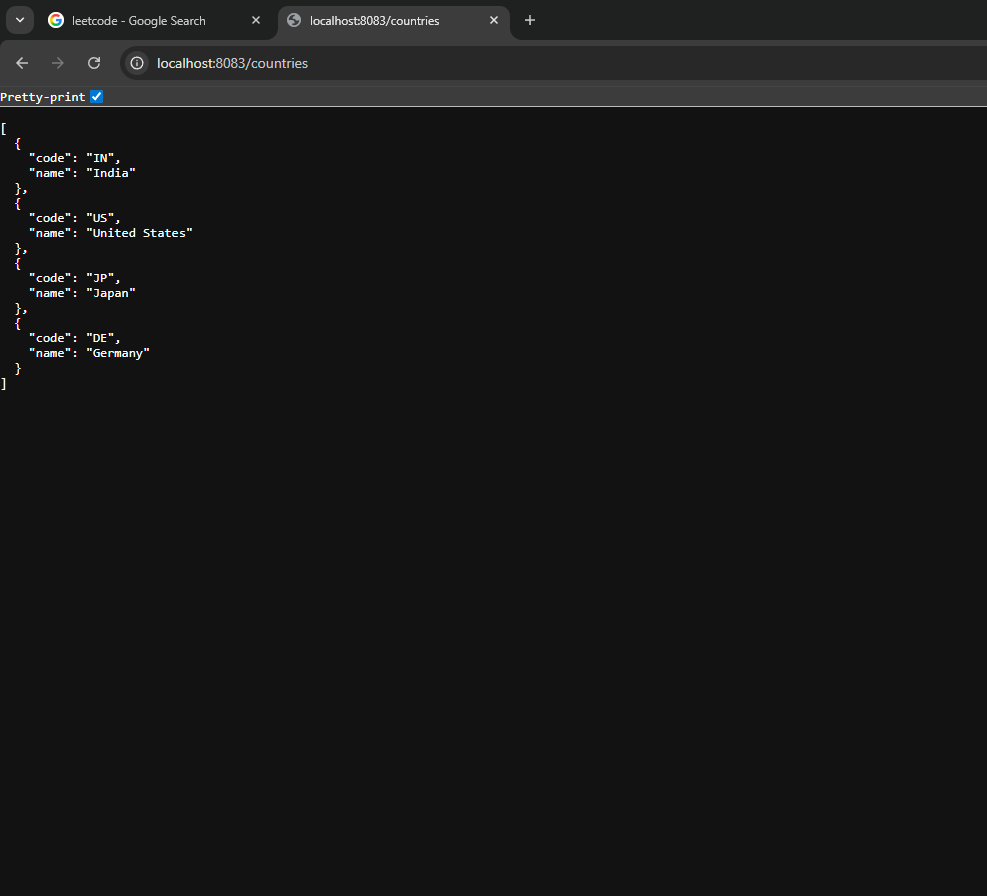 leetcode - Google Search
localhost:8083/countries
localhost:8083/countries
Pretty-print
[
  {
    "code": "IN",
    "name": "India"
  },
  {
    "code": "US",
    "name": "United States"
  },
  {
    "code": "JP",
    "name": "Japan"
  },
  {
    "code": "DE",
    "name": "Germany"
  }
]